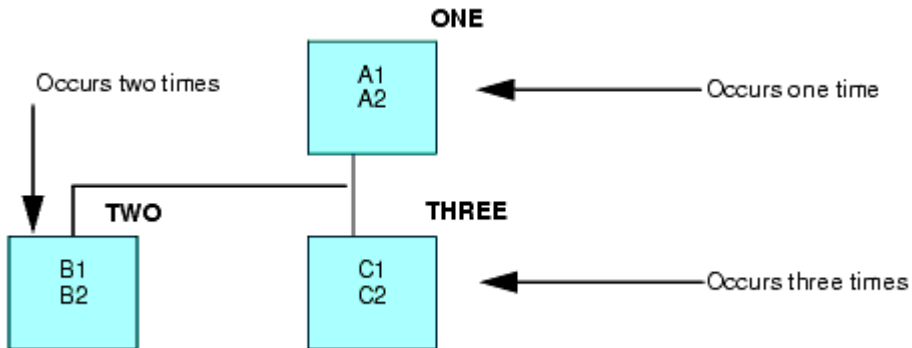 ONE
A1
A2
Occurs two times
Occurs one time
TWO
THREE
B1
B2
C1
C2
Occurs three times